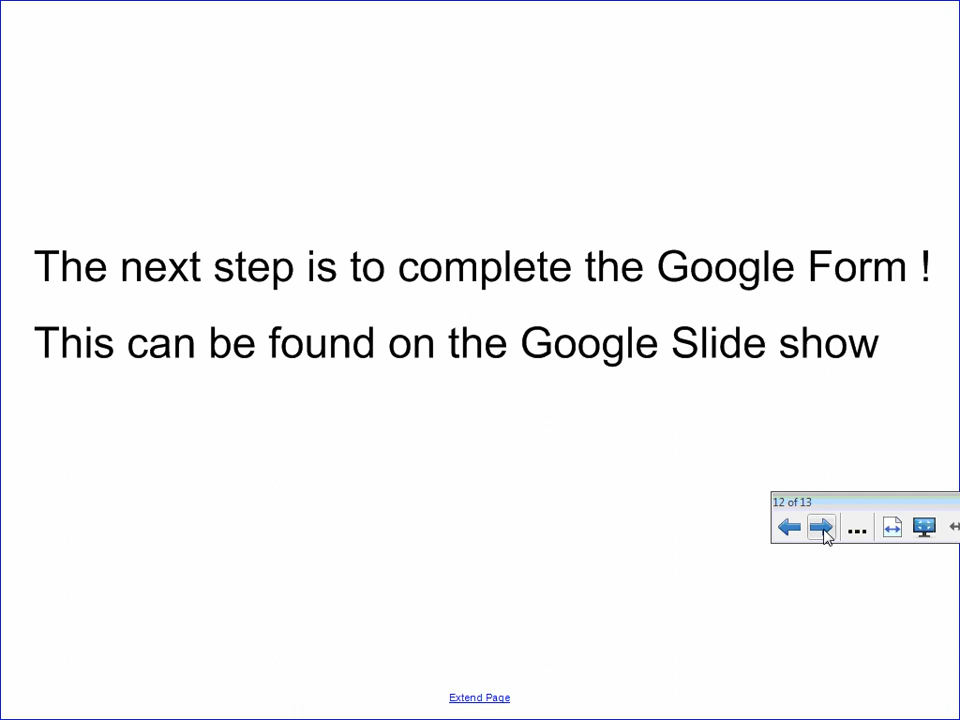 The next step is to complete the Google Form !
This can be found on the Google Slide show
12 of 13
...
Extend Page